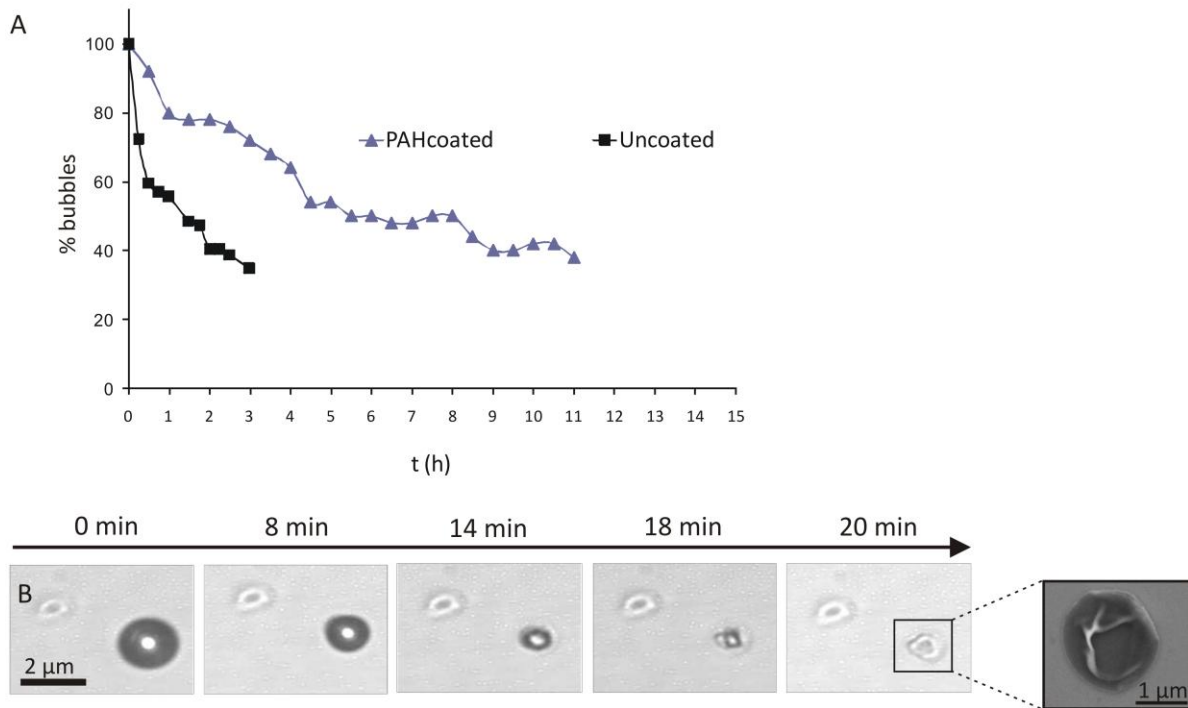 A
100
80
60
40
20
0
% bubbles
PAHcoated
Uncoated
0 1 2 3 4 5 6 7 8 9 10 11 12 13 14 15
t (h)
0 min 8 min 14 min 18 min 20 min
B
2 µm
1 µm